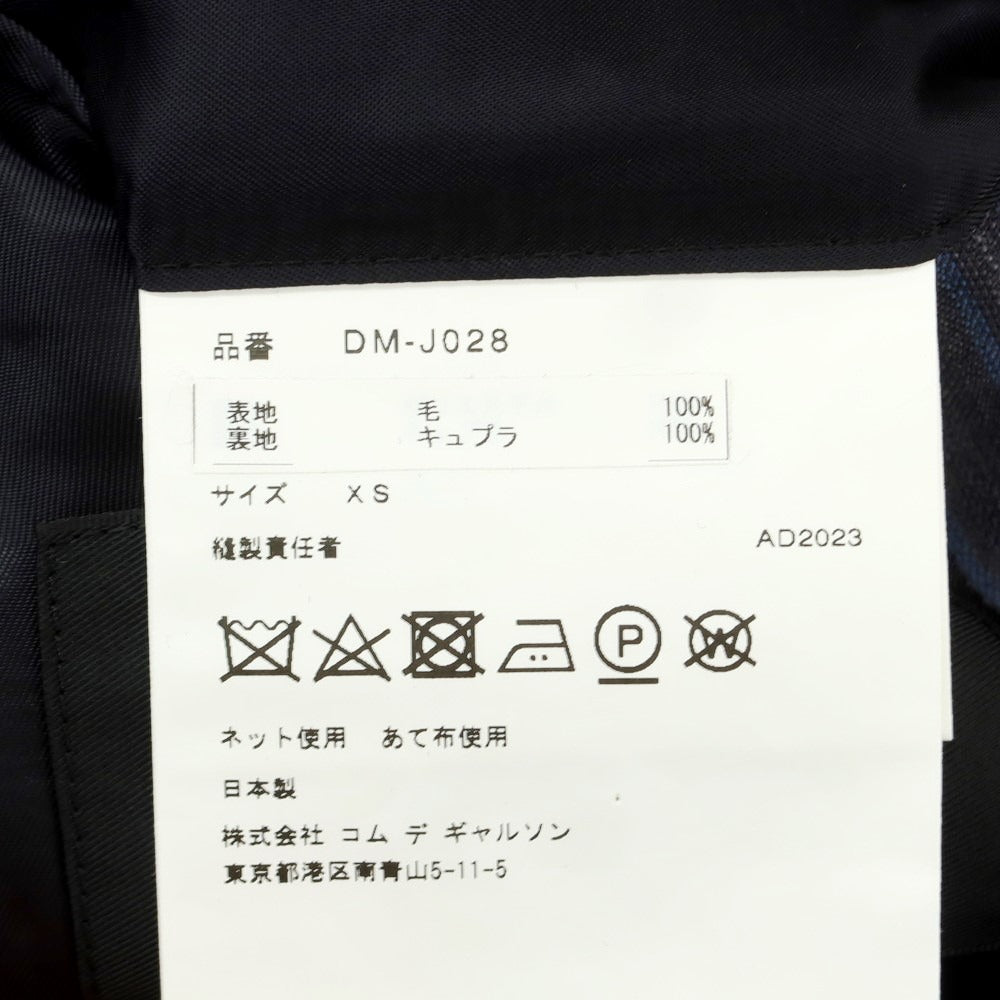 品番 DM-J028
表地 毛 100%
裏地 キュプラ 100%
サイズ XS
縫製責任者 AD2023
P
W
ネット使用 あて布使用
日本製
株式会社 コム デ ギャルソン
東京都港区南青山5-11-5